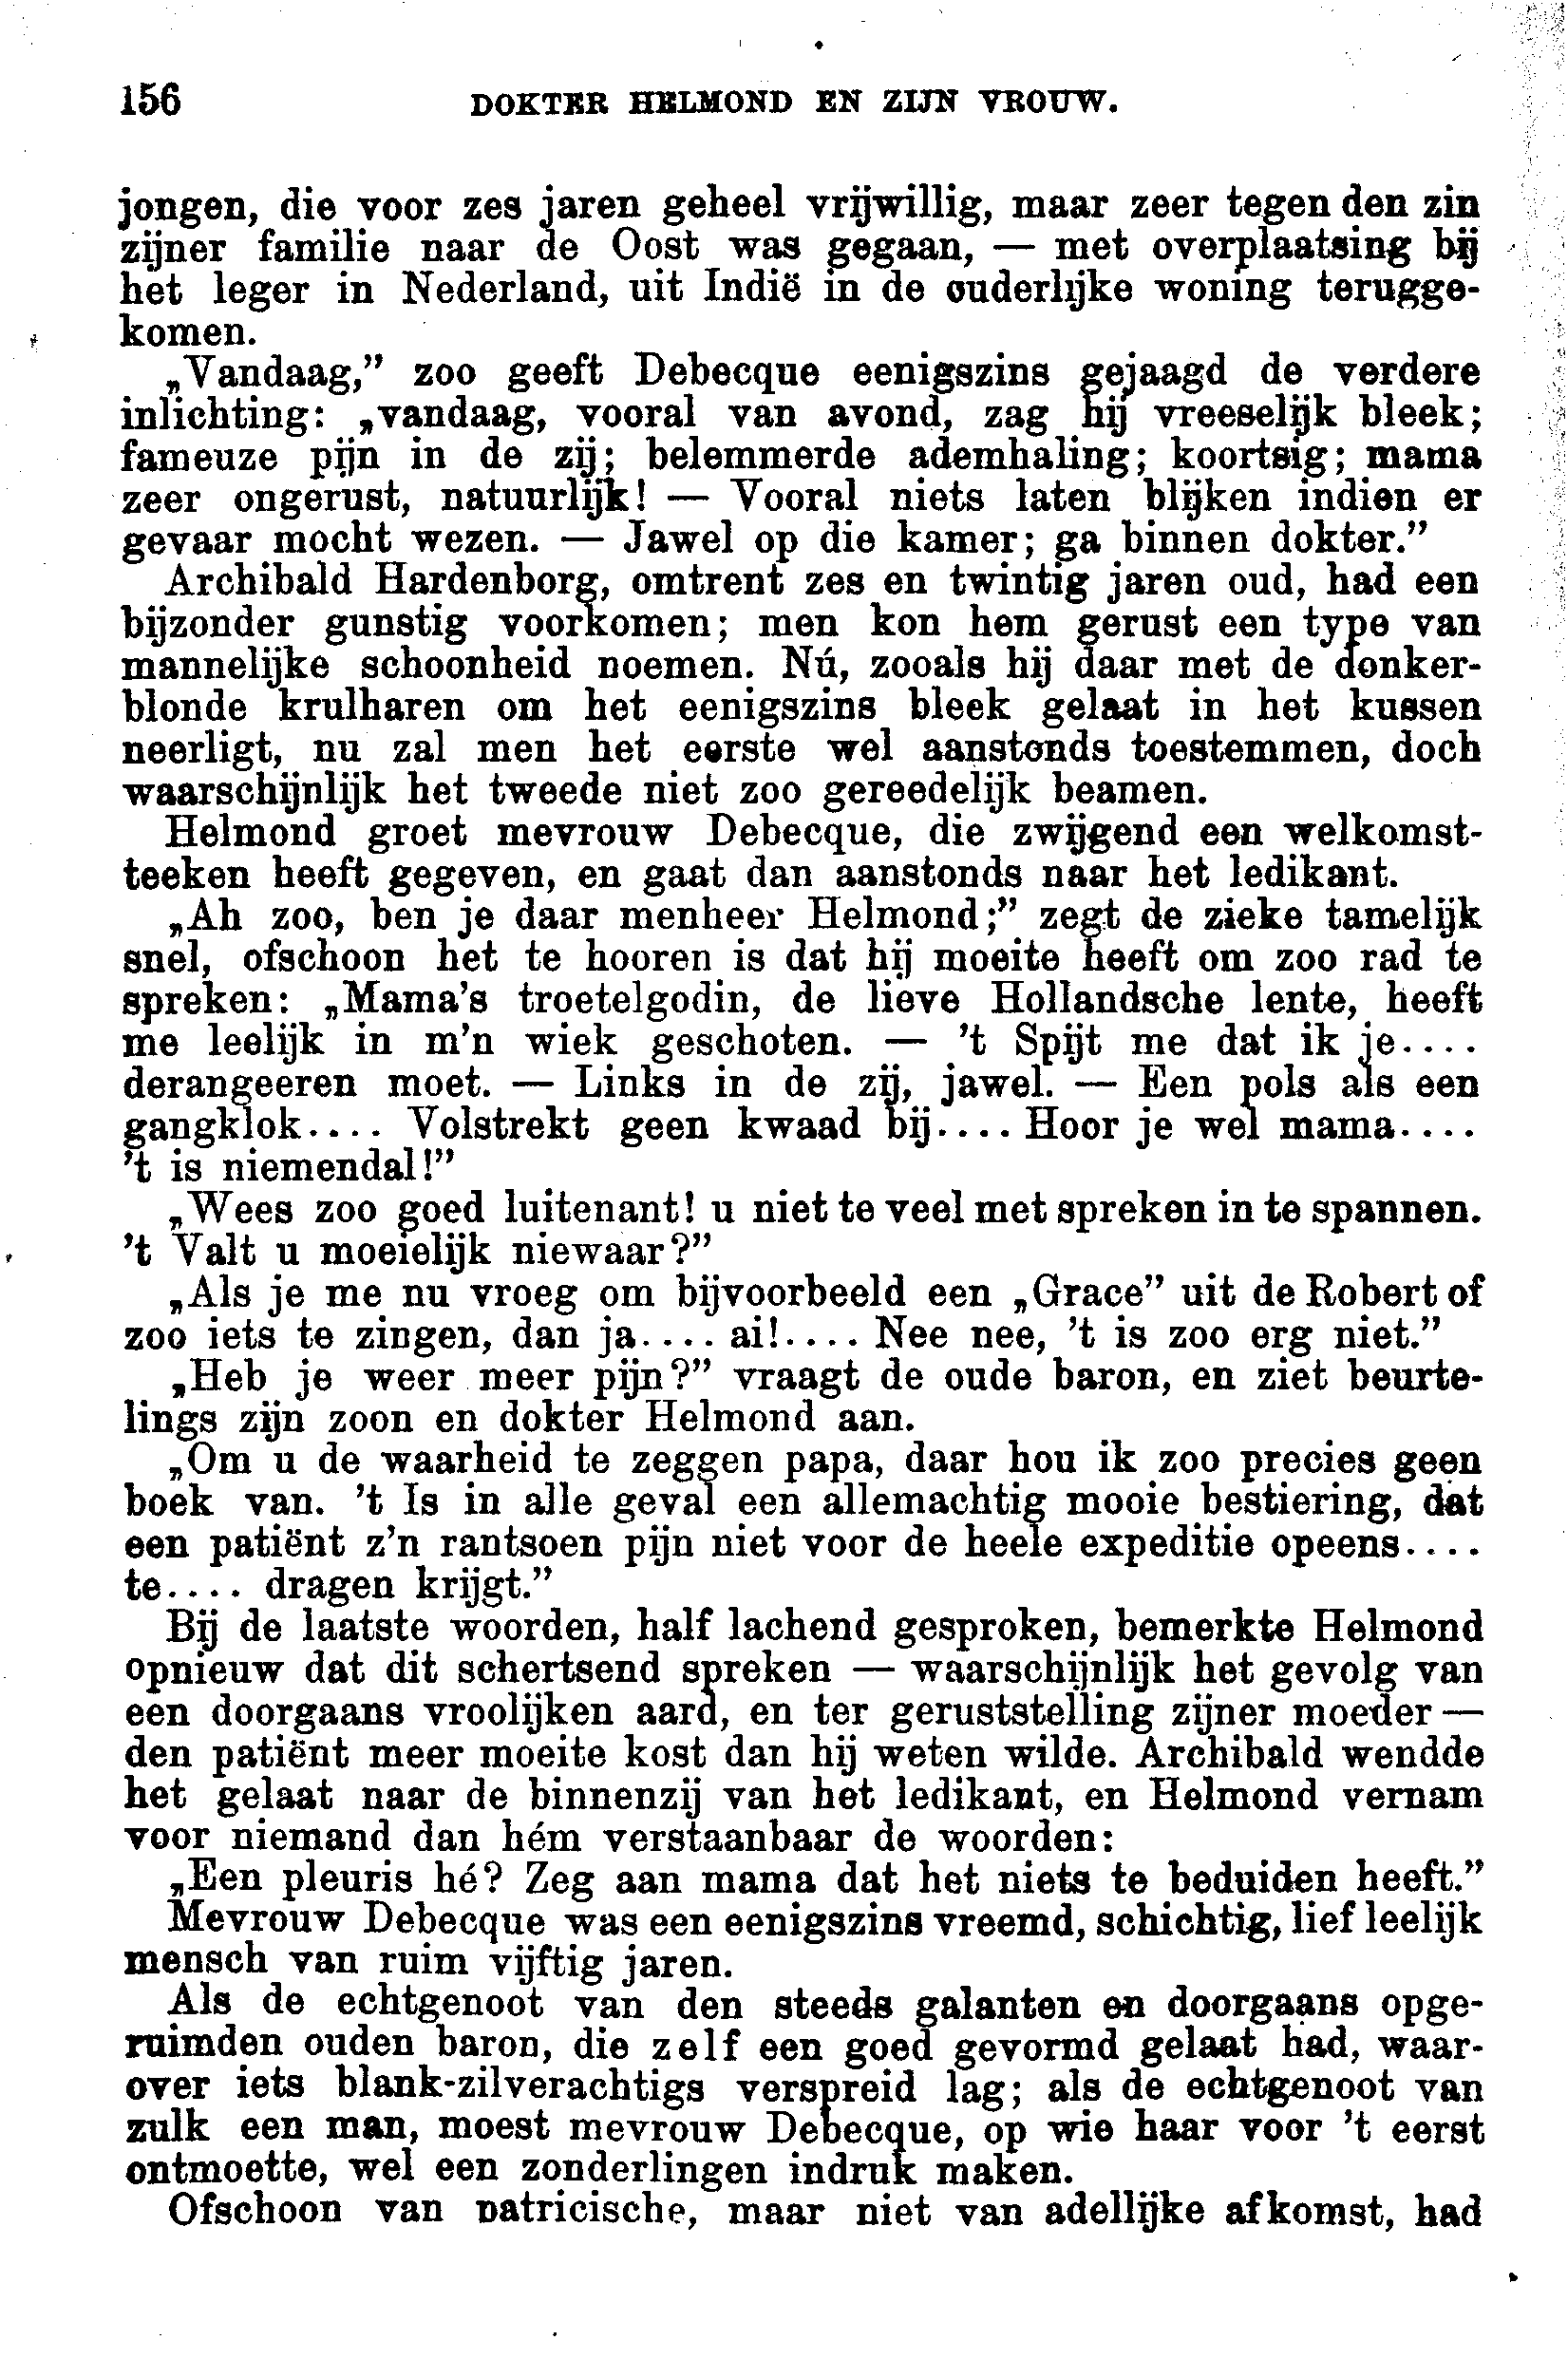 156 DOKTER HELMOND EN ZIJN VROUW.
jongen, die voor zes jaren geheel vrijwillig, maar zeer tegen den zin
zijner familie naar de Oost was gegaan, — met overplaatsing bij
het leger in Nederland, uit Indië in de ouderlijke woning terugge-
komen.
„Vandaag,” zoo geeft Debecque eenigszins gejaagd de verdere
inlichting: „vandaag, vooral van avond, zag hij vreeselijk bleek;
fameuze pijn in de zij; belemmerde ademhaling; koortsig; mama
zeer ongerust, natuurlijk! — Vooral niets laten blijken indien er
gevaar mocht wezen. — Jawel op die kamer; ga binnen dokter.”
Archibald Hardenborg, omtrent zes en twintig jaren oud, had een
bijzonder gunstig voorkomen; men kon hem gerust een type van
mannelijke schoonheid noemen. Nú, zooals hij daar met de donker-
blonde krulharen om het eenigszins bleek gelaat in het kussen
neerligt, nu zal men het eerste wel aanstonds toestemmen, doch
waarschijnlijk het tweede niet zoo gereedelijk beamen.
Helmond groet mevrouw Debecque, die zwijgend een welkomst-
teeken heeft gegeven, en gaat dan aanstonds naar het ledikant.
„Ah zoo, ben je daar menheer Helmond;” zegt de zieke tamelijk
snel, ofschoon het te hooren is dat hij moeite heeft om zoo rad te
spreken: „Mama's troetelgodin, de lieve Hollandsche lente, heeft
me leelijk in m'n wiek geschoten. — 't Spijt me dat ik je....
derangeeren moet. — Links in de zij, jawel. — Een pols als een
gangklok.... Volstrekt geen kwaad bij.... Hoor je wel mama....
't is niemendal!”
„Wees zoo goed luitenant! u niet te veel met spreken in te spannen.
't Valt u moeielijk niewaar?”
„Als je me nu vroeg om bijvoorbeeld een „Grace” uit de Robert of
zoo iets te zingen, dan ja.... ai!.... Nee nee, 't is zoo erg niet.”
„Heb je weer meer pijn?” vraagt de oude baron, en ziet beurte-
lings zijn zoon en dokter Helmond aan.
„Om u de waarheid te zeggen papa, daar hou ik zoo precies geen
boek van. 't Is in alle geval een allemachtig mooie bestiering, dat
een patiënt z'n rantsoen pijn niet voor de heele expeditie opeens....
te.... dragen krijgt.”
Bij de laatste woorden, half lachend gesproken, bemerkte Helmond
opnieuw dat dit schertsend spreken — waarschijnlijk het gevolg van
een doorgaans vroolijken aard, en ter geruststelling zijner moeder —
den patiënt meer moeite kost dan hij weten wilde. Archibald wendde
het gelaat naar de binnenzij van het ledikant, en Helmond vernam
voor niemand dan hém verstaanbaar de woorden:
„Een pleuris hé? Zeg aan mama dat het niets te beduiden heeft.”
Mevrouw Debecque was een eenigszins vreemd, schichtig, lief leelijk
mensch van ruim vijftig jaren.
Als de echtgenoot van den steeds galanten en doorgaans opge-
ruimden ouden baron, die zelf een goed gevormd gelaat had, waar-
over iets blank-zilverachtigs verspreid lag; als de echtgenoot van
zulk een man, moest mevrouw Debecque, op wie haar voor 't eerst
ontmoette, wel een zonderlingen indruk maken.
Ofschoon van patricische, maar niet van adellijke afkomst, had